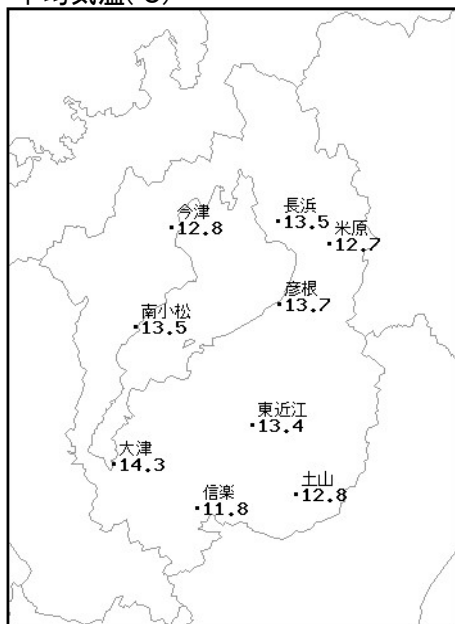 平均気温(℃)
今津
12.8
長浜
13.5
米原
12.7
彦根
13.7
南小松
13.5
東近江
13.4
大津
14.3
土山
12.8
信楽
11.8